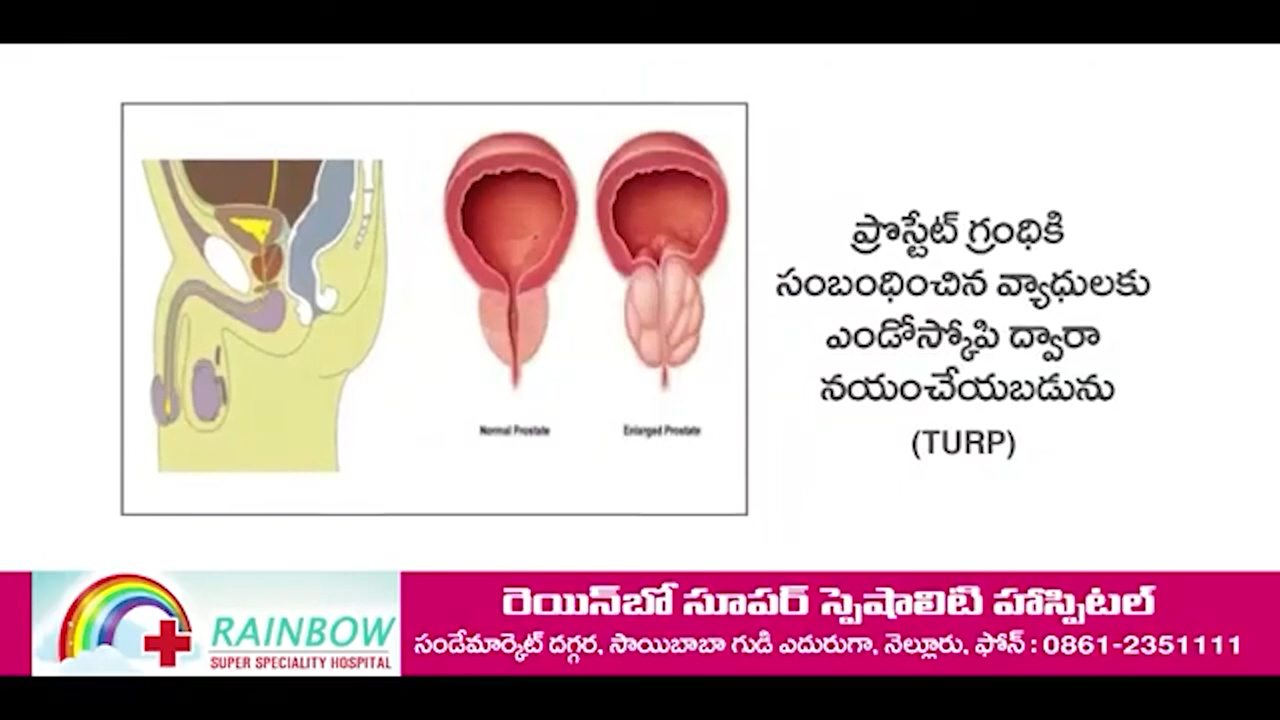 ప్రొస్టేట్ గ్రంధికి
సంబంధించిన వ్యాధులకు
ఎండోస్కోపి ద్వారా
నయంచేయబడును
(TURP)
Normal Prostate
Enlarged Prostate
RAINBOW
SUPER SPECIALITY HOSPITAL
రెయిన్‌బో సూపర్ స్పెషాలిటి హాస్పిటల్
సండేమార్కెట్ దగ్గర, సాయిబాబా గుడి ఎదురుగా, నెల్లూరు, ఫోన్ : 0861-2351111